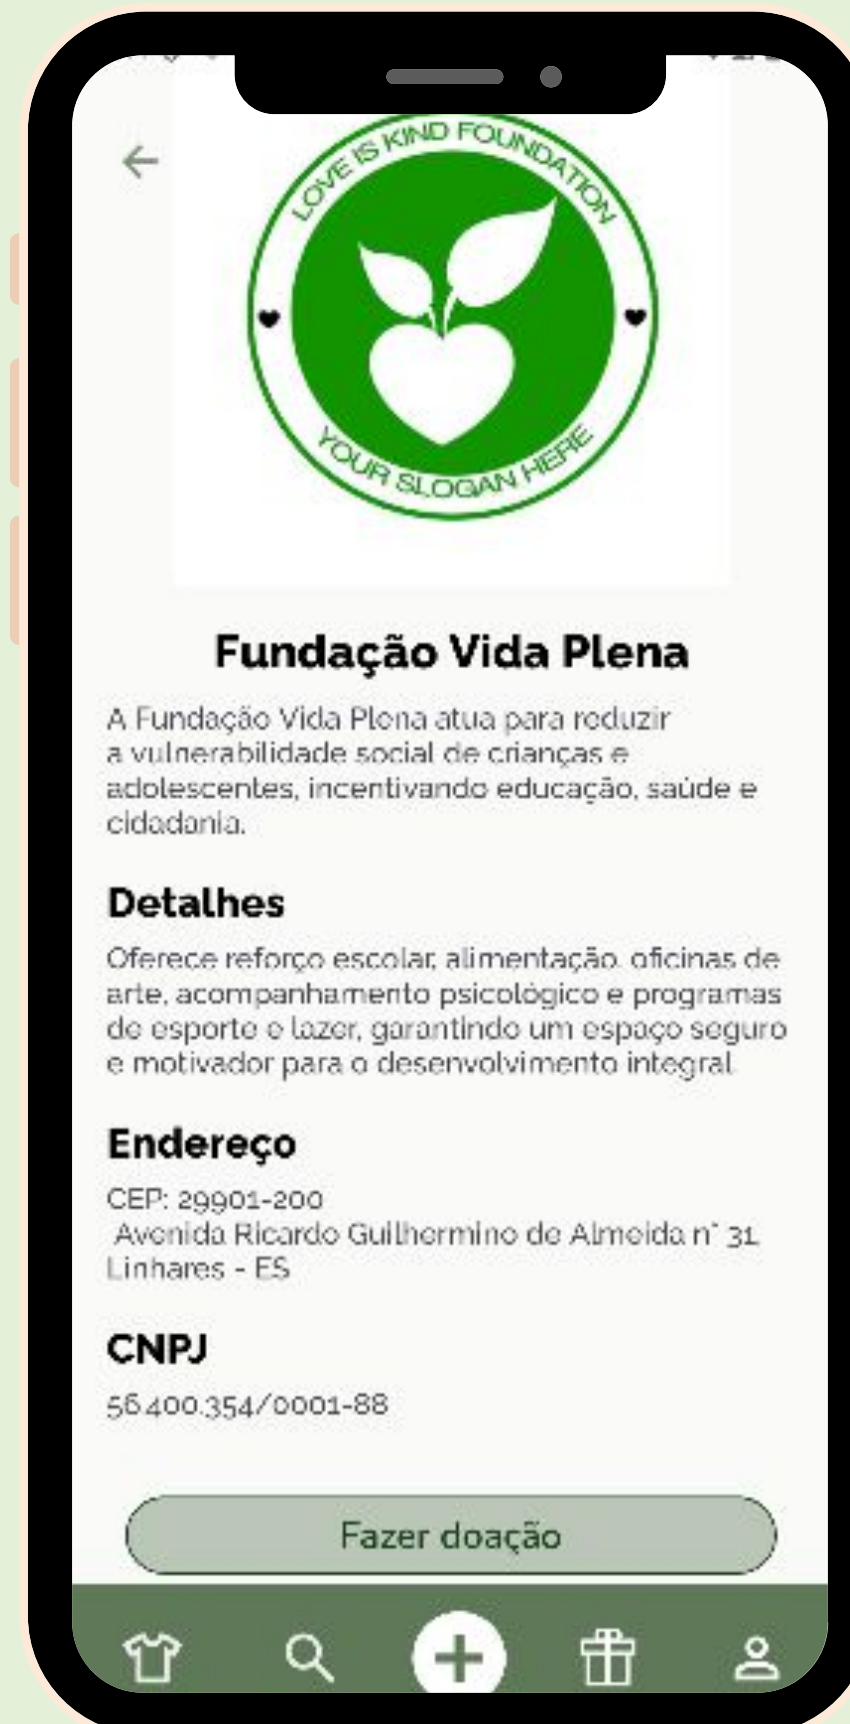 LOVE IS KIND FOUNDATION
YOUR SLOGAN HERE
Fundação Vida Plena
A Fundação Vida Plena atua para reduzir
a vulnerabilidade social de crianças e
adolescentes, incentivando educação, saúde e
cidadania.
Detalhes
Oferece reforço escolar, alimentação, oficinas de
arte, acompanhamento psicológico e programas
de esporte e lazer, garantindo um espaço seguro
e motivador para o desenvolvimento integral.
Endereço
CEP: 29901-200
Avenida Ricardo Guilhermino de Almeida n° 31,
Linhares - ES
CNPJ
56.400.354/0001-88
Fazer doação